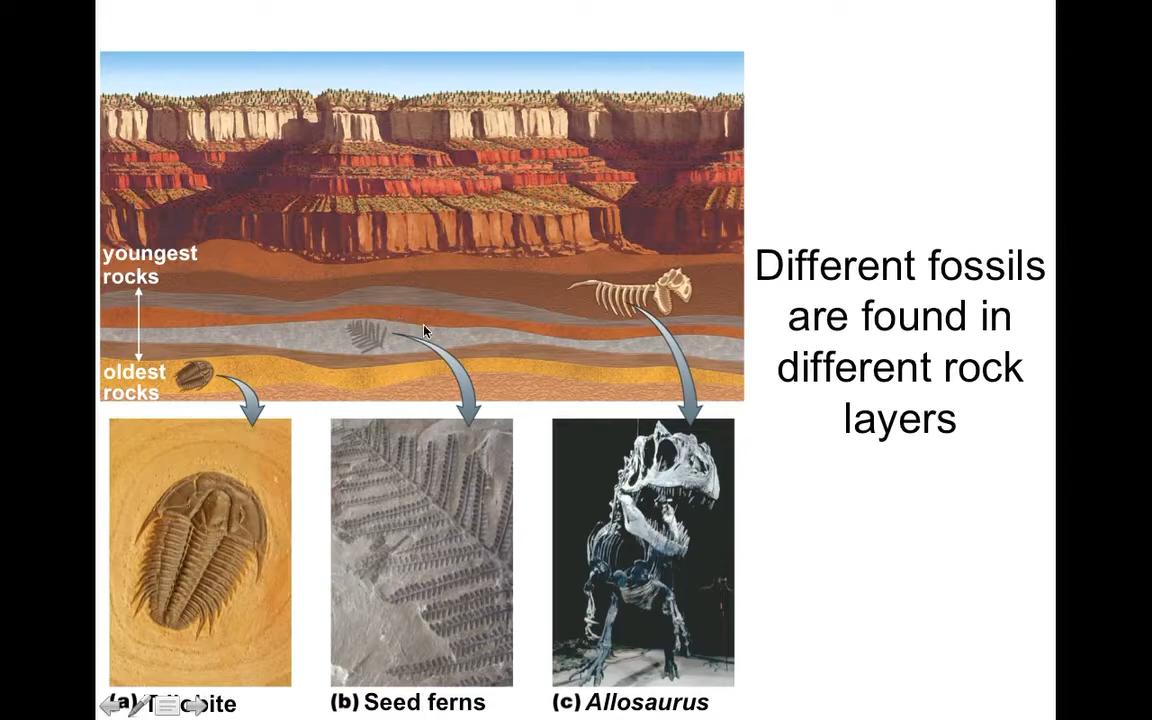 youngest
rocks
oldest
rocks
Different fossils
are found in
different rock
layers
(b) Seed ferns
(c) Allosaurus